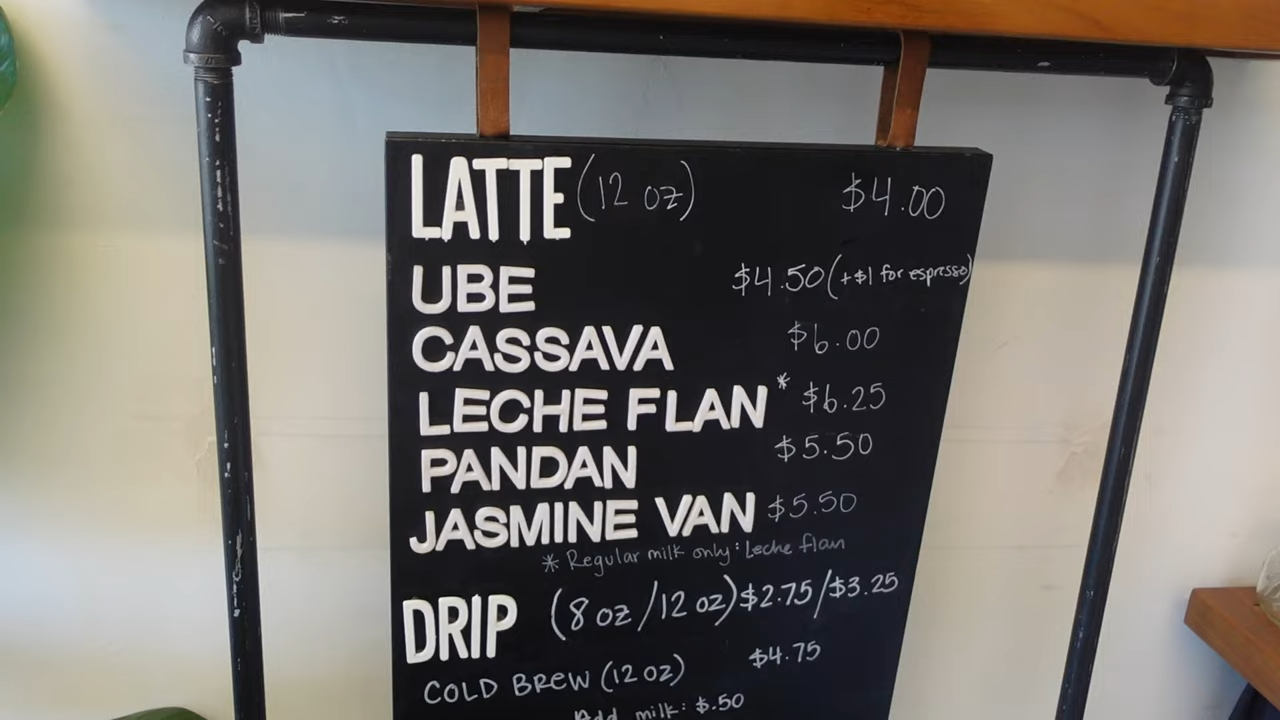 LATTE (12 oz) $4.00
UBE $4.50 (+$1 for espresso)
CASSAVA $6.00
LECHE FLAN* $6.25
PANDAN $5.50
JASMINE VAN $5.50
* Regular milk only: Leche flan
DRIP (8 oz/12 oz) $2.75/$3.25
COLD BREW (12 oz) $4.75
Add milk: $.50